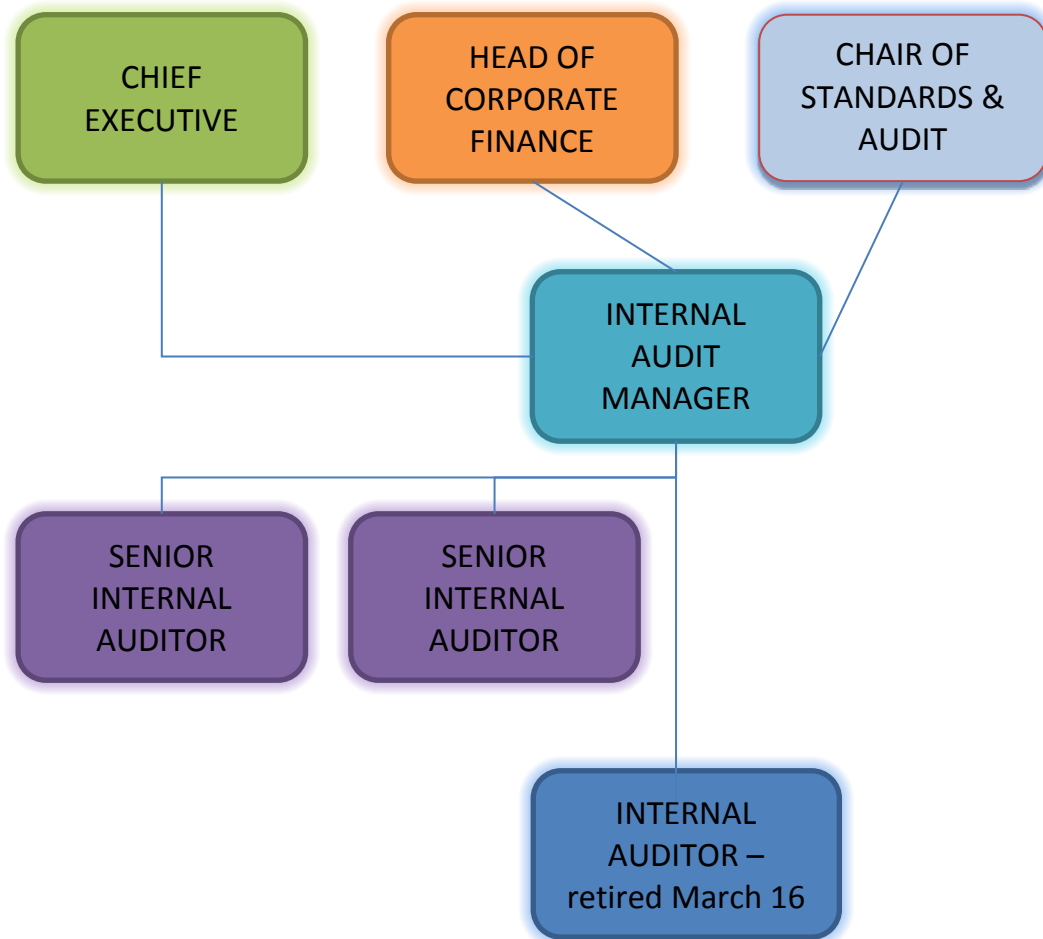 CHIEF
EXECUTIVE
HEAD OF
CORPORATE
FINANCE
CHAIR OF
STANDARDS &
AUDIT
INTERNAL
AUDIT
MANAGER
SENIOR
INTERNAL
AUDITOR
SENIOR
INTERNAL
AUDITOR
INTERNAL
AUDITOR –
retired March 16